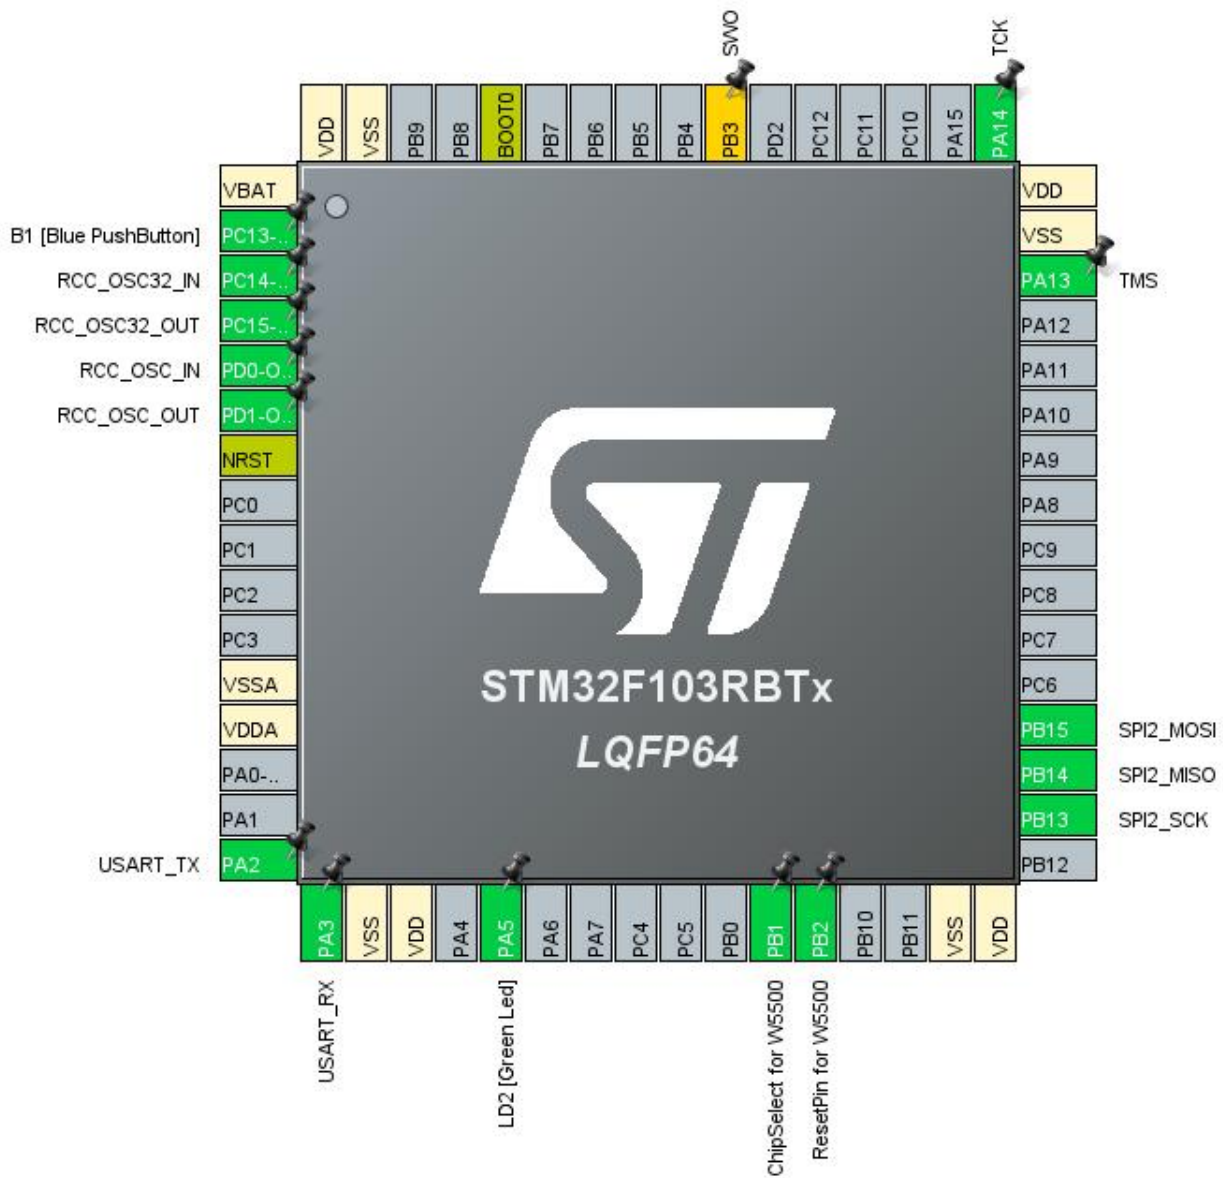 SWO
TCK
VDD
VSS
PB9
PB8
BOOT0
PB7
PB6
PB5
PB4
PB3
PD2
PC12
PC11
PC10
PA15
PA14
VBAT
B1 [Blue PushButton]
PC13-..
RCC_OSC32_IN
PC14-..
RCC_OSC32_OUT
PC15-..
RCC_OSC_IN
PD0-O..
RCC_OSC_OUT
PD1-O..
NRST
PC0
PC1
PC2
PC3
VSSA
VDDA
PA0-..
PA1
USART_TX
PA2
STM32F103RBTx
LQFP64
VDD
VSS
PA13
TMS
PA12
PA11
PA10
PA9
PA8
PC9
PC8
PC7
PC6
PB15
SPI2_MOSI
PB14
SPI2_MISO
PB13
SPI2_SCK
PB12
PA3
VSS
VDD
PA4
PA5
PA6
PA7
PC4
PC5
PB0
PB1
PB2
PB10
PB11
VSS
VDD
USART_RX
LD2 [Green Led]
ChipSelect for W5500
ResetPin for W5500